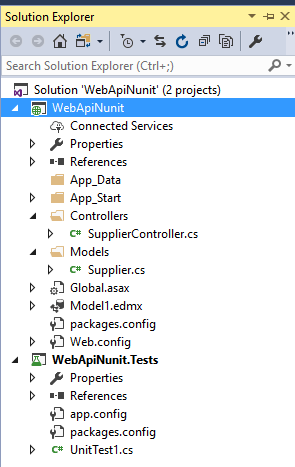 Solution Explorer
Search Solution Explorer (Ctrl+;)
Solution 'WebApiNunit' (2 projects)
WebApiNunit
Connected Services
Properties
References
App_Data
App_Start
Controllers
C# SupplierController.cs
Models
C# Supplier.cs
Global.asax
Model1.edmx
packages.config
Web.config
WebApiNunit.Tests
Properties
References
app.config
packages.config
C# UnitTest1.cs